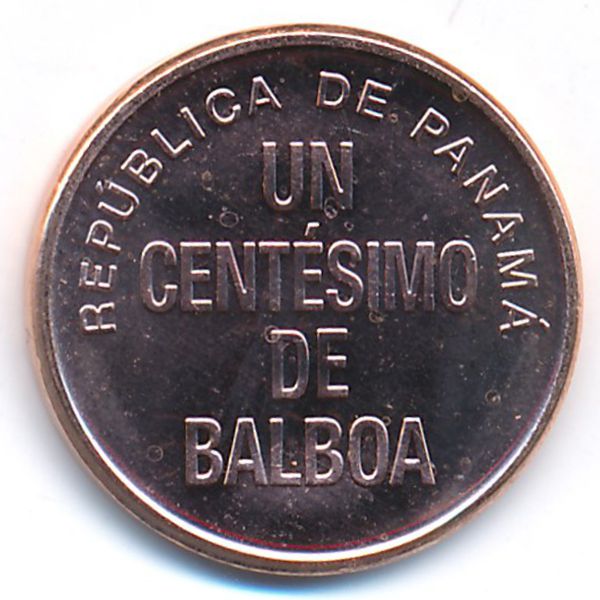 REPÚBLICA DE PANAMÁ
UN
CENTÉSIMO
DE
BALBOA